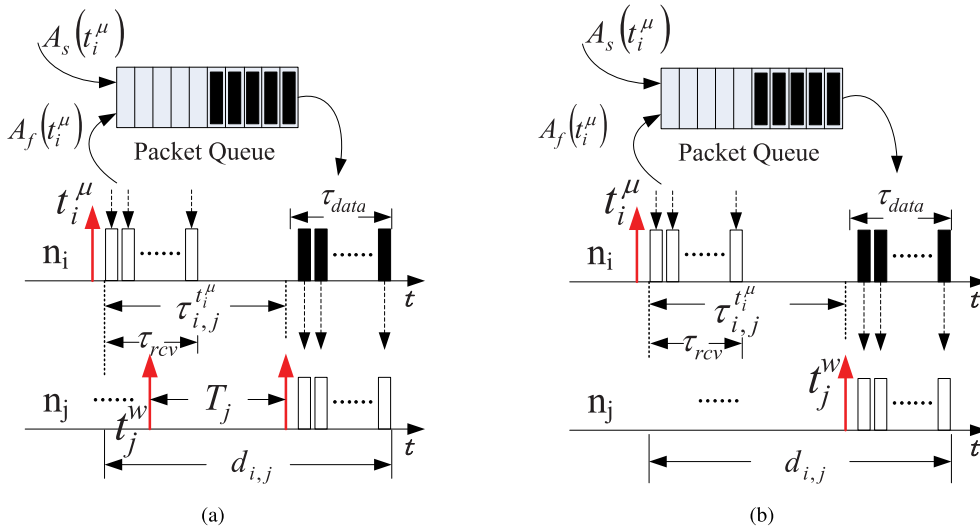 A_s(t_i^μ)
A_f(t_i^μ)
Packet Queue
t_i^μ
τ_data
n_i
t
τ_{i,j}^{t_i^μ}
τ_rcv
n_j
t_j^w
T_j
t
d_{i,j}
(a)
A_s(t_i^μ)
A_f(t_i^μ)
Packet Queue
t_i^μ
τ_data
n_i
t
τ_{i,j}^{t_i^μ}
τ_rcv
t_j^w
n_j
t
d_{i,j}
(b)